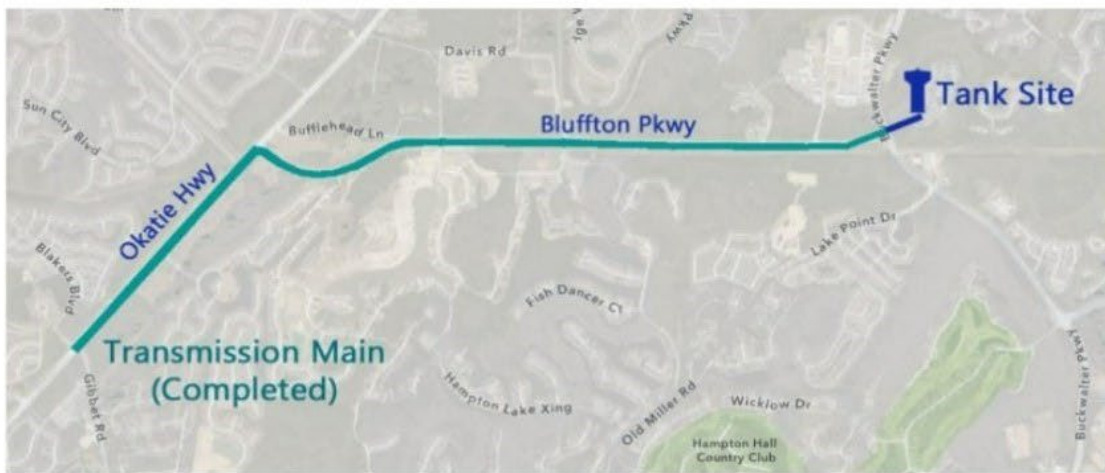 Davis Rd
Pkwy
Buckwalter Pkwy
Tank Site
Sun City Blvd
Bufflehead Ln
Bluffton Pkwy
Okatie Hwy
Lake Point Dr
Blakers Blvd
Fish Dancer Ct
Transmission Main
(Completed)
Gibbet Rd
Hampton Lake Xing
Old Miller Rd
Wicklow Dr
Buckwalter Pkwy
Hampton Hall
Country Club